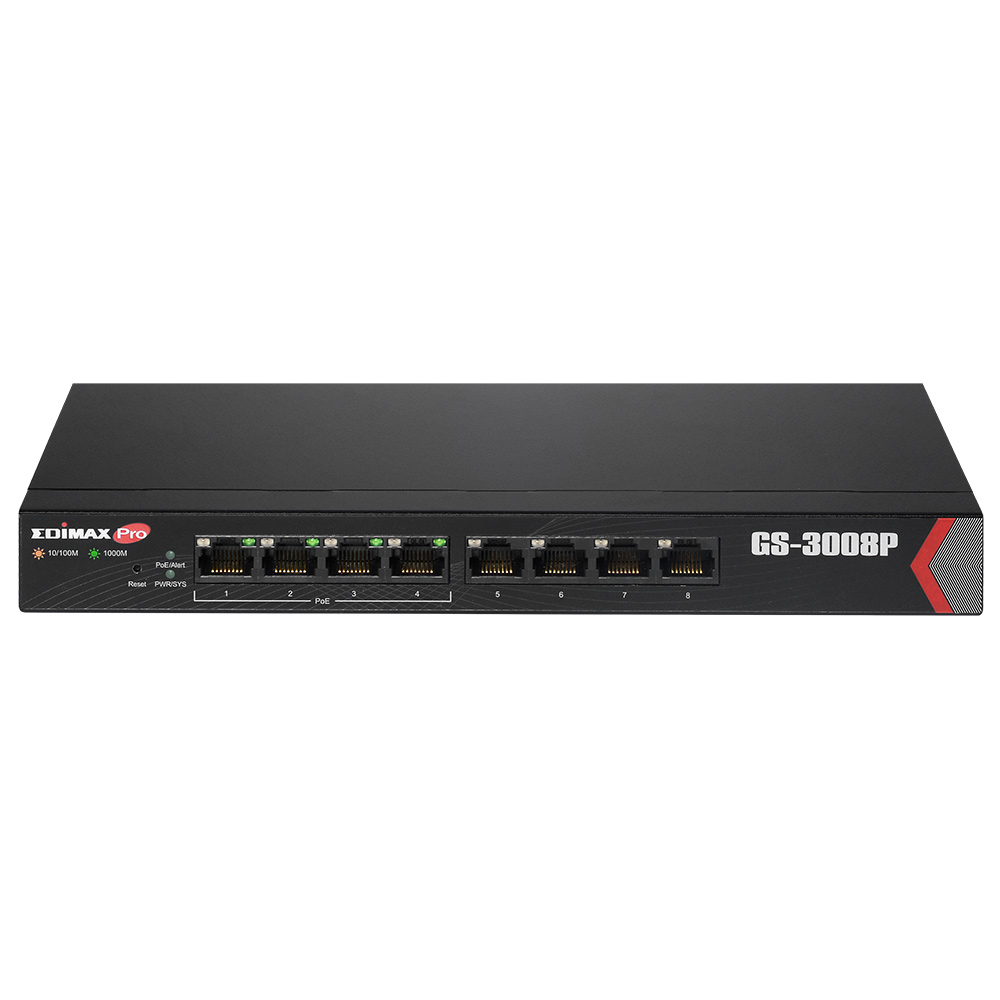 EDIMAX Pro
10/100M 1000M
PoE/Alert
Reset PWR/SYS
1 2 3 4 5 6 7 8
PoE
GS-3008P